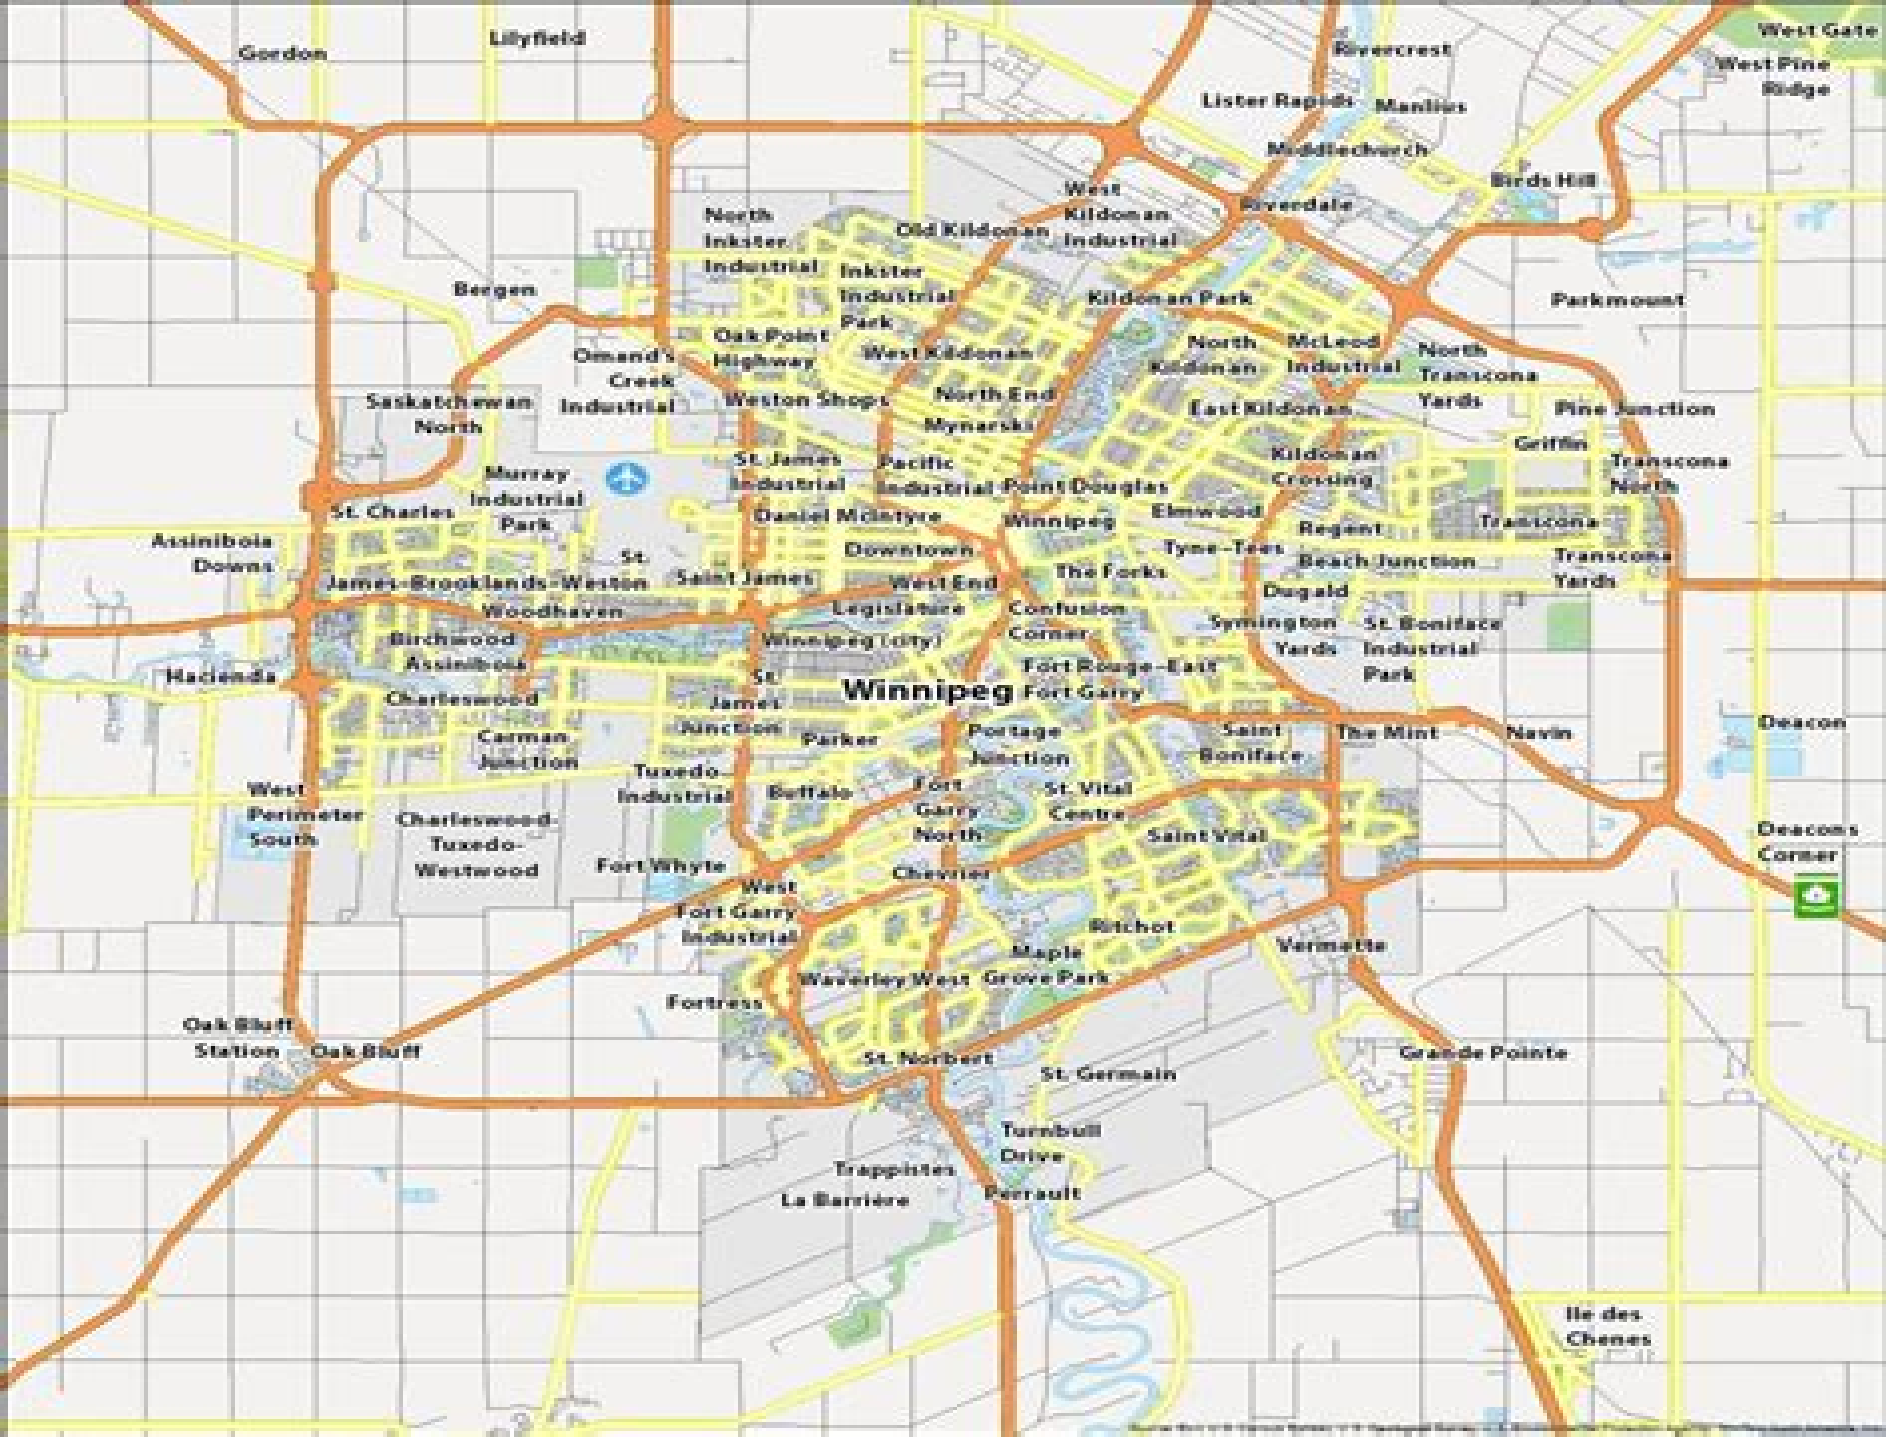 Gordon
Lilyfield
Rivercrest
West Gate
West Pine
Ridge
Lister Rapids
Manlius
Middlechurch
Birds Hill
West
Kildonan
Industrial
Riverdale
North
Inkster
Industrial
Old Kildonan
Bergen
Inkster
Industrial
Park
Kildonan Park
Parkmount
Oak Point
Highway
Omand's
Creek
Industrial
West Kildonan
North
Kildonan
McLeod
Industrial
North
Transcona
Yards
Saskatchewan
North
Weston Shops
North End
Mynarski
East Kildonan
Pine Junction
Griffin
Murray
Industrial
Park
St. James
Industrial
Pacific
Industrial
Point Douglas
Kildonan
Crossing
Transcona
North
St. Charles
Daniel McIntyre
Winnipeg
Elmwood
Regent
Transcona
Assiniboia
Downs
Downtown
Tyne-Tees
Beach Junction
Transcona
Yards
St.
James-Brooklands-Weston
Saint James
West End
The Forks
Dugald
Woodhaven
Legislature
Confusion
Corner
Symington
Yards
St. Boniface
Industrial
Park
Birchwood
Assiniboia
Winnipeg (city)
Hacienda
Fort Rouge-East
Fort Garry
Charleswood
St.
James
Junction
Winnipeg
Carman
Junction
Parker
Portage
Junction
Saint
Boniface
The Mint
Navin
Deacon
West
Perimeter
South
Tuxedo
Industrial
Buffalo
Fort
Garry
North
St. Vital
Centre
Charleswood-
Tuxedo-
Westwood
Saint Vital
Deacons
Corner
Fort Whyte
Chevrier
West
Fort Garry
Industrial
Ritchot
Vermette
Maple
Grove Park
Waverley West
Fortress
Oak Bluff
Station
Oak Bluff
St. Norbert
St. Germain
Grande Pointe
Turnbull
Drive
Trappistes
La Barrière
Perrault
Ile des
Chenes